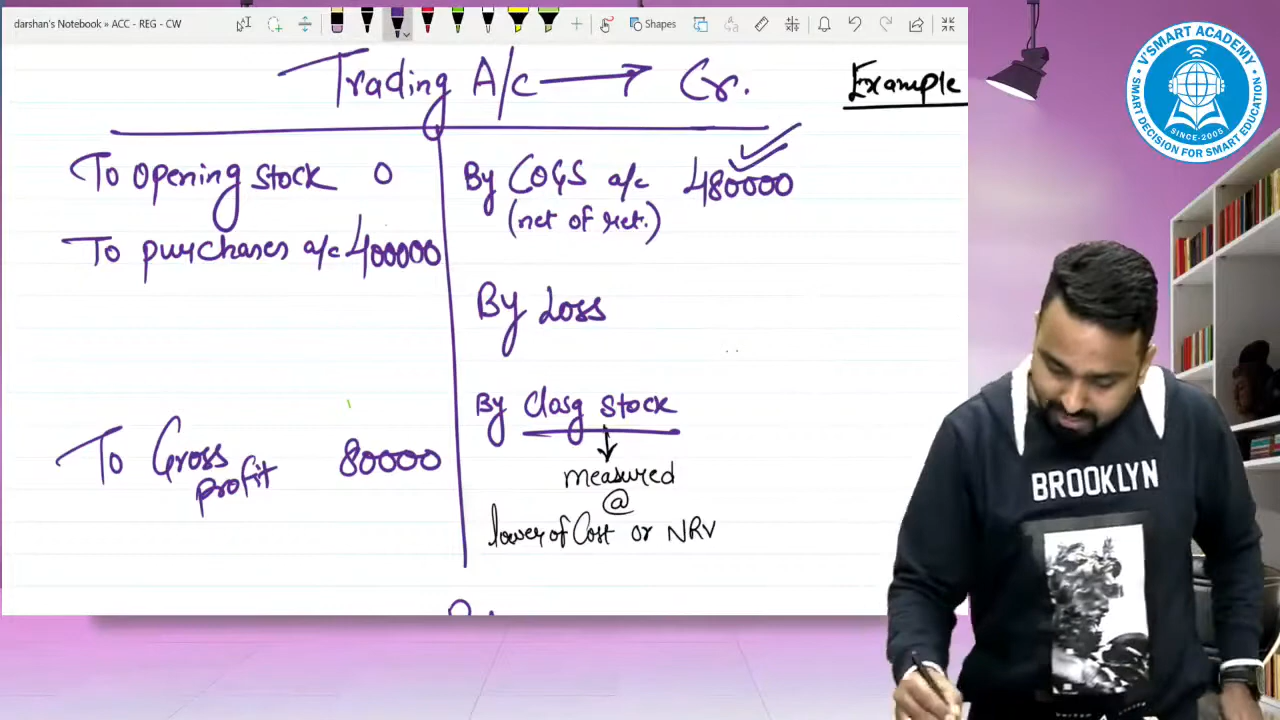 darshan's Notebook » ACC - REG - CW
Shapes
Trading A/c → Cr.
Example
To opening stock 0
By COGS a/c 480000
(net of ret.)
To purchases a/c 400000
By Loss
By closg stock
measured
@
lower of Cost or NRV
To Gross profit 80000
V'SMART ACADEMY
SMART DECISION FOR SMART EDUCATION
SINCE-2005
BROOKLYN